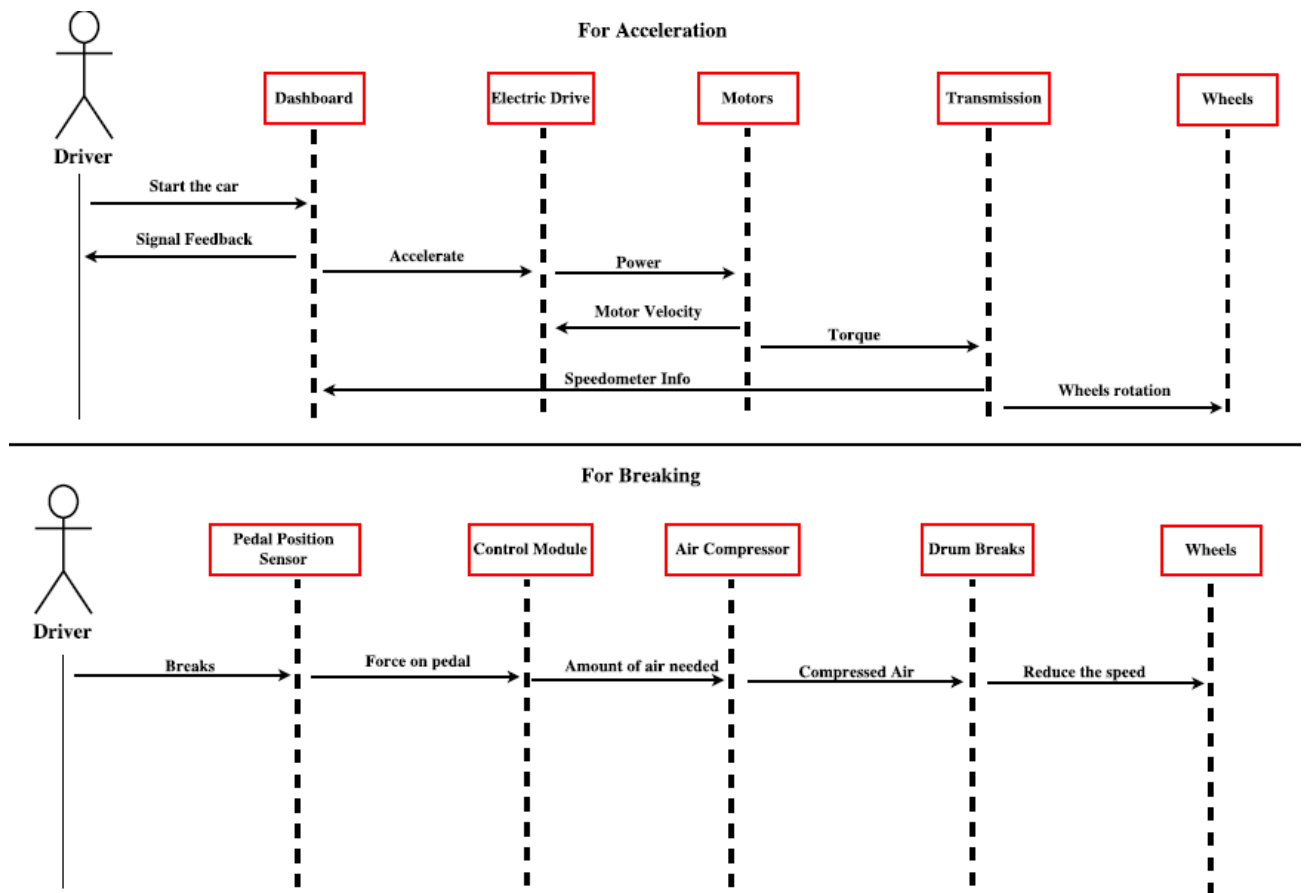 For Acceleration
Dashboard
Electric Drive
Motors
Transmission
Wheels
Driver
Start the car
Signal Feedback
Accelerate
Power
Motor Velocity
Torque
Speedometer Info
Wheels rotation
For Breaking
Pedal Position
Sensor
Control Module
Air Compressor
Drum Breaks
Wheels
Driver
Breaks
Force on pedal
Amount of air needed
Compressed Air
Reduce the speed